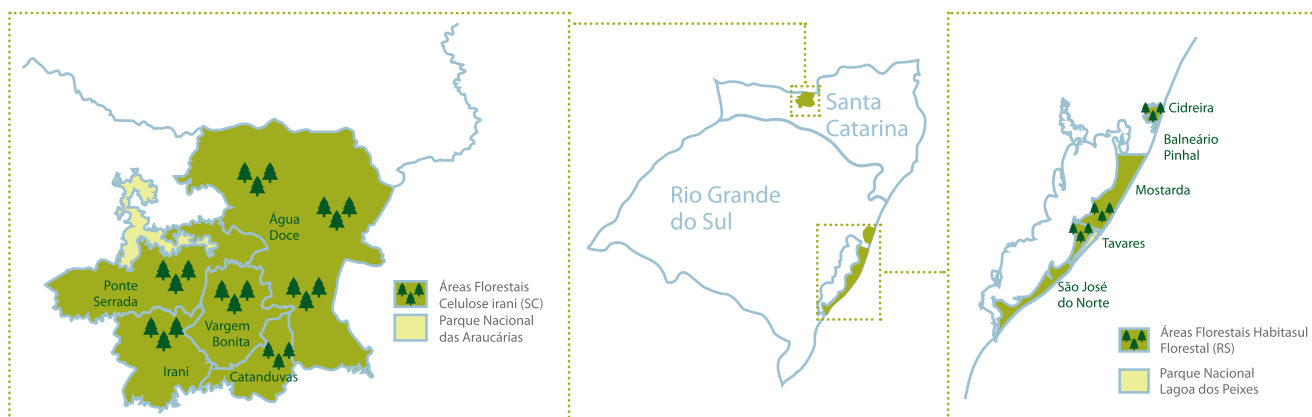 Água
Doce
Ponte
Serrada
Vargem
Bonita
Irani
Catanduvas
Áreas Florestais
Celulose irani (SC)
Parque Nacional
das Araucárias
Santa
Catarina
Rio Grande
do Sul
Cidreira
Balneário
Pinhal
Mostarda
Tavares
São José
do Norte
Áreas Florestais Habitasul
Florestal (RS)
Parque Nacional
Lagoa dos Peixes